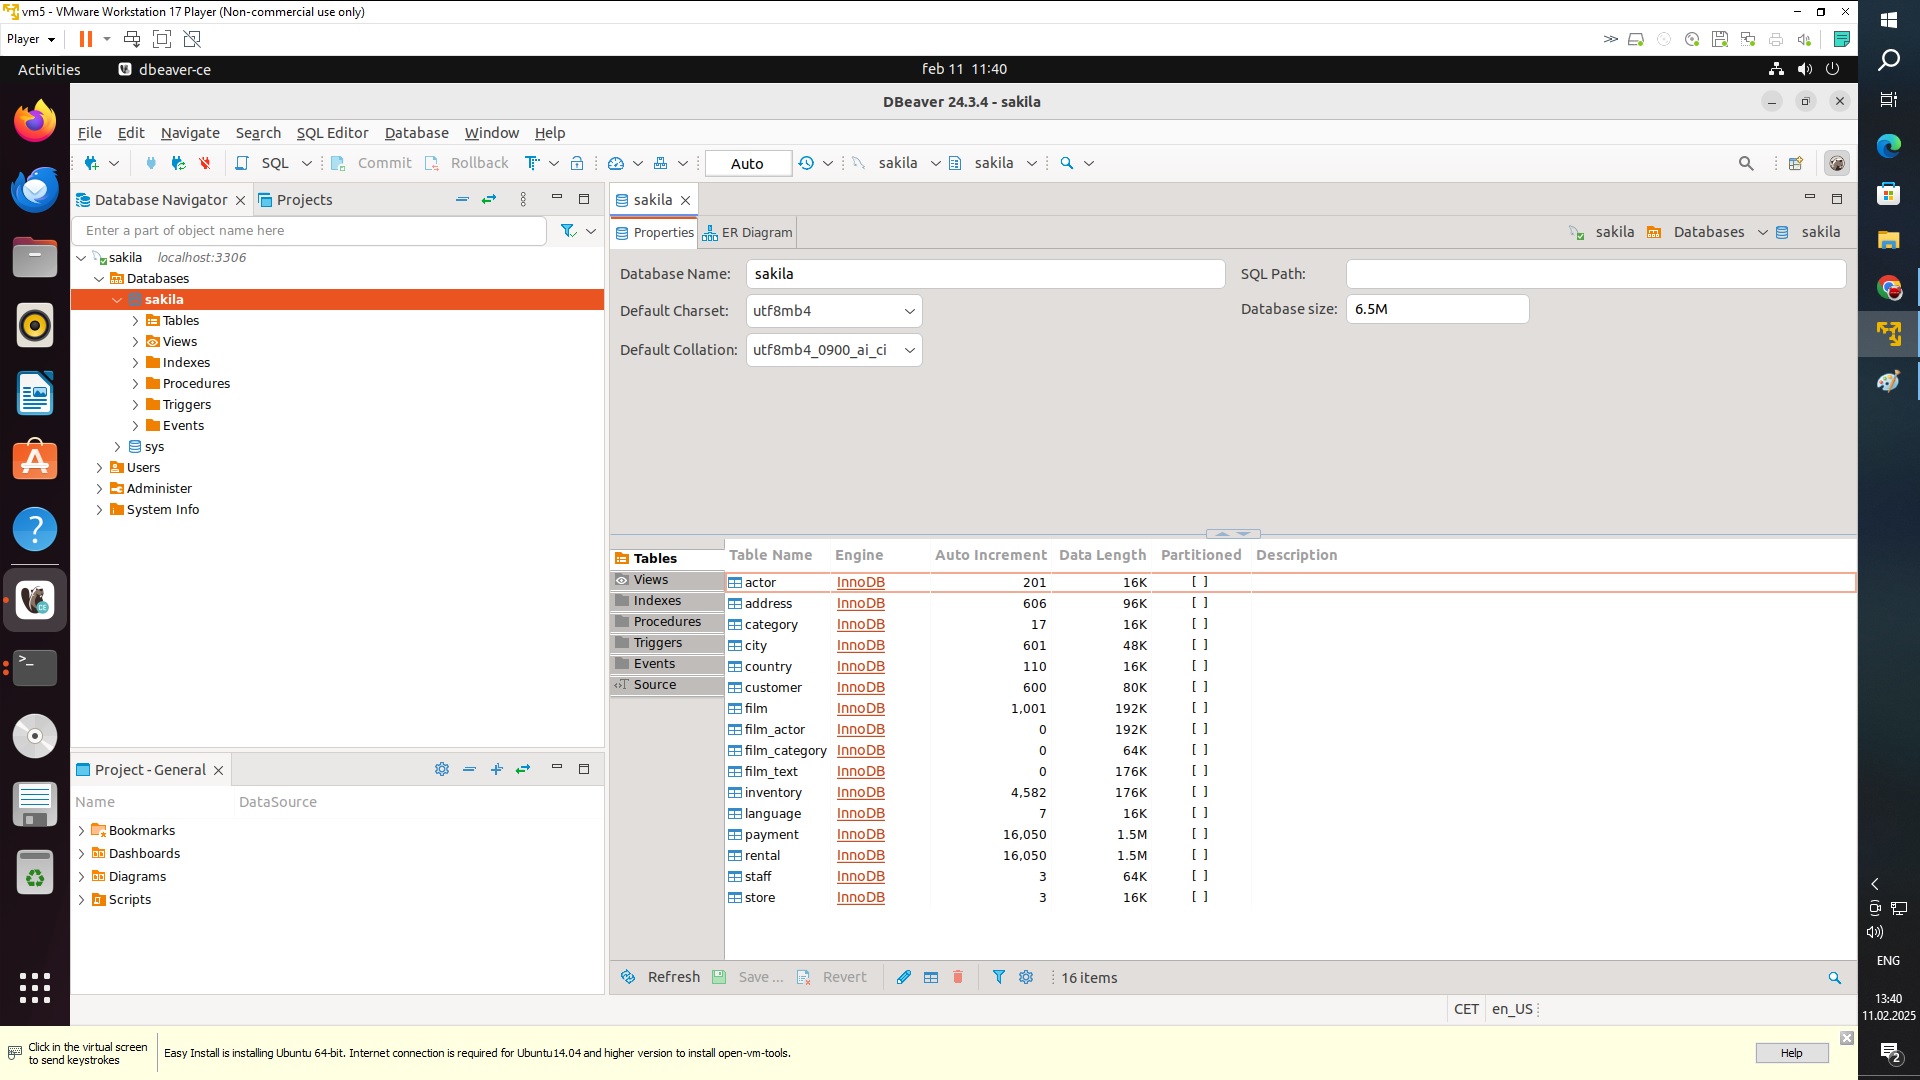 vm5 - VMware Workstation 17 Player (Non-commercial use only)
Player
Activities dbeaver-ce feb 11 11:40
DBeaver 24.3.4 - sakila
File Edit Navigate Search SQL Editor Database Window Help
SQL Commit Rollback Auto sakila sakila
Database Navigator Projects
Enter a part of object name here
sakila localhost:3306
Databases
sakila
Tables
Views
Indexes
Procedures
Triggers
Events
sys
Users
Administer
System Info
Project - General
Name DataSource
Bookmarks
Dashboards
Diagrams
Scripts
sakila
Properties ER Diagram sakila Databases sakila
Database Name: sakila SQL Path:
Default Charset: utf8mb4 Database size: 6.5M
Default Collation: utf8mb4_0900_ai_ci
Tables
Views
Indexes
Procedures
Triggers
Events
Source
Table Name Engine Auto Increment Data Length Partitioned Description
actor InnoDB 201 16K [ ]
address InnoDB 606 96K [ ]
category InnoDB 17 16K [ ]
city InnoDB 601 48K [ ]
country InnoDB 110 16K [ ]
customer InnoDB 600 80K [ ]
film InnoDB 1,001 192K [ ]
film_actor InnoDB 0 192K [ ]
film_category InnoDB 0 64K [ ]
film_text InnoDB 0 176K [ ]
inventory InnoDB 4,582 176K [ ]
language InnoDB 7 16K [ ]
payment InnoDB 16,050 1.5M [ ]
rental InnoDB 16,050 1.5M [ ]
staff InnoDB 3 64K [ ]
store InnoDB 3 16K [ ]
Refresh Save ... Revert 16 items
CET en_US
Click in the virtual screen
to send keystrokes
Easy Install is installing Ubuntu 64-bit. Internet connection is required for Ubuntu14.04 and higher version to install open-vm-tools.
Help
ENG
13:40
11.02.2025
2